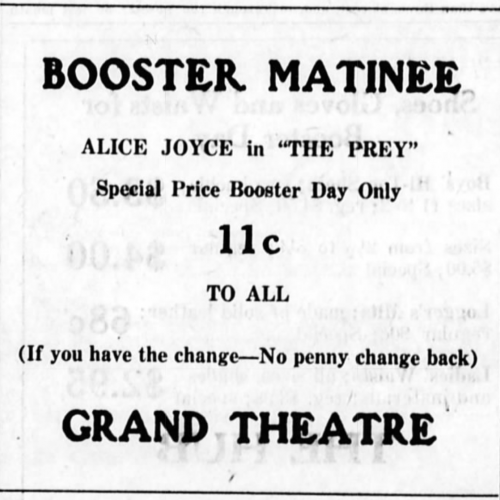 BOOSTER MATINEE
ALICE JOYCE in "THE PREY"
Special Price Booster Day Only
11c
TO ALL
(If you have the change—No penny change back)
GRAND THEATRE